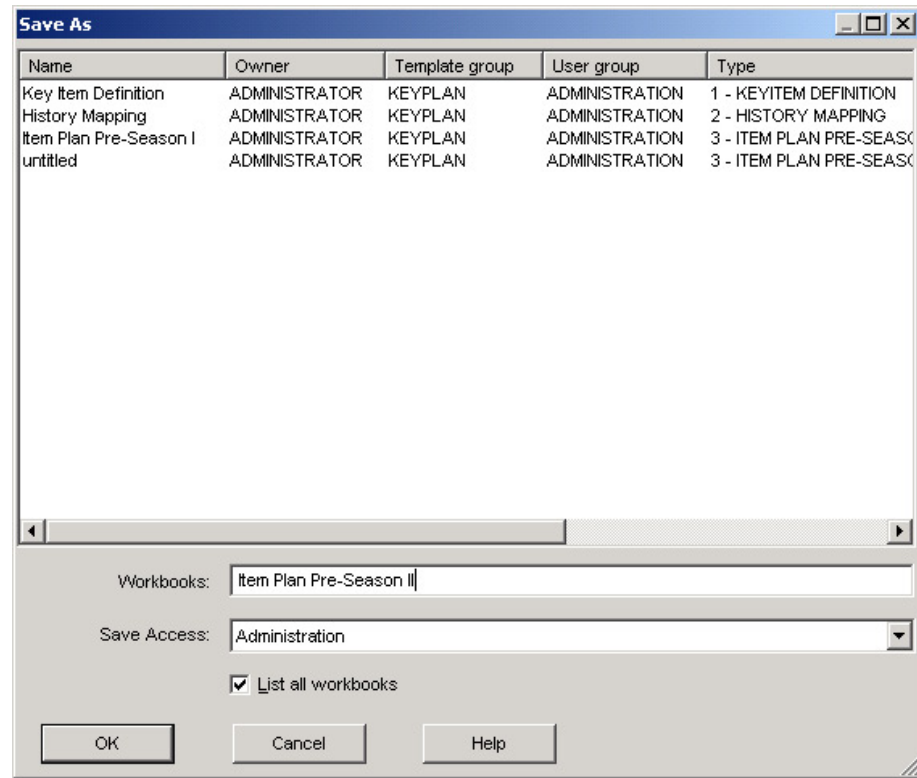 Save As
Name Owner Template group User group Type
Key Item Definition ADMINISTRATOR KEYPLAN ADMINISTRATION 1 - KEYITEM DEFINITION
History Mapping ADMINISTRATOR KEYPLAN ADMINISTRATION 2 - HISTORY MAPPING
Item Plan Pre-Season I ADMINISTRATOR KEYPLAN ADMINISTRATION 3 - ITEM PLAN PRE-SEASO
untitled ADMINISTRATOR KEYPLAN ADMINISTRATION 3 - ITEM PLAN PRE-SEASO
Workbooks: Item Plan Pre-Season II
Save Access: Administration
List all workbooks
OK Cancel Help